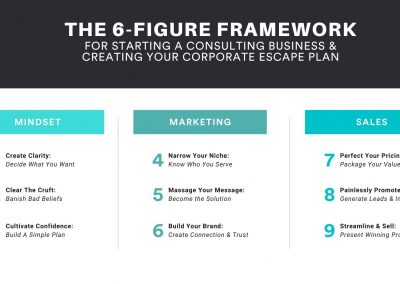 THE 6-FIGURE FRAMEWORK
FOR STARTING A CONSULTING BUSINESS &
CREATING YOUR CORPORATE ESCAPE PLAN
MINDSET
Create Clarity:
Decide What You Want
Clear The Cruft:
Banish Bad Beliefs
Cultivate Confidence:
Build A Simple Plan
MARKETING
4 Narrow Your Niche:
Know Who You Serve
5 Massage Your Message:
Become the Solution
6 Build Your Brand:
Create Connection & Trust
SALES
7 Perfect Your Pricin
Package Your Value
8 Painlessly Promote
Generate Leads & In
9 Streamline & Sell:
Present Winning Pro